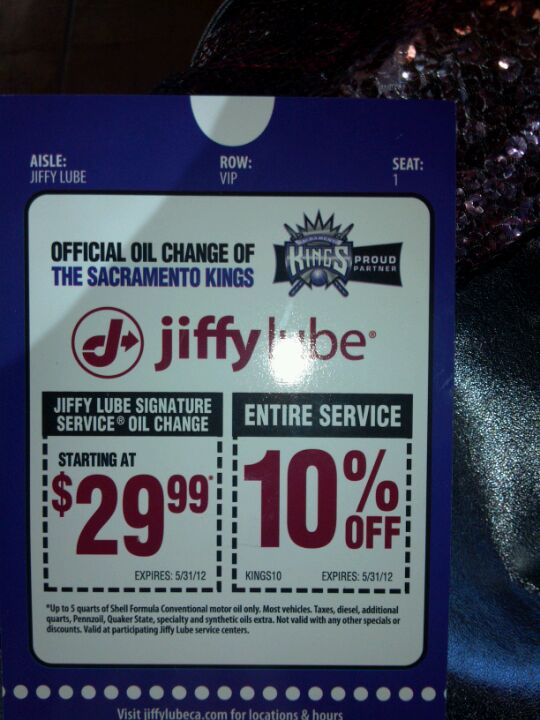 AISLE: ROW: SEAT:
JIFFY LUBE VIP 1
OFFICIAL OIL CHANGE OF
THE SACRAMENTO KINGS
SACRAMENTO
KINGS
PROUD
PARTNER
jiffy lube®
JIFFY LUBE SIGNATURE
SERVICE® OIL CHANGE
STARTING AT
$29.99*
EXPIRES: 5/31/12
ENTIRE SERVICE
10%
OFF
KINGS10 EXPIRES: 5/31/12
*Up to 5 quarts of Shell Formula Conventional motor oil only. Most vehicles. Taxes, diesel, additional
quarts, Pennzoil, Quaker State, specialty and synthetic oils extra. Not valid with any other specials or
discounts. Valid at participating Jiffy Lube service centers.
Visit jiffylubeca.com for locations & hours